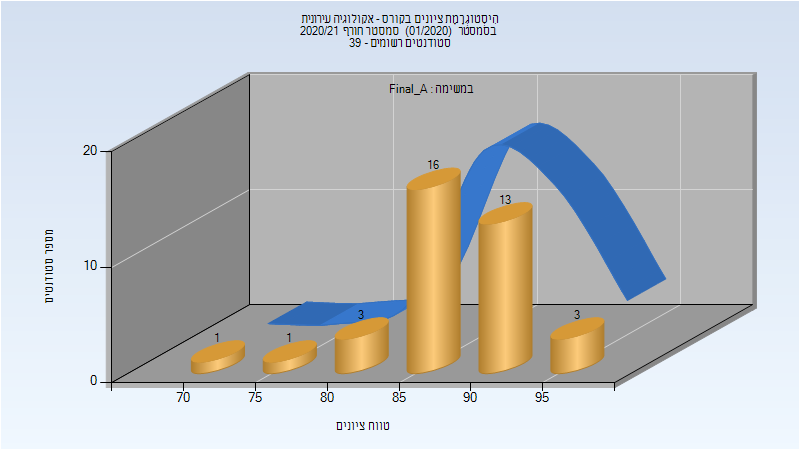 היסטוגרמת ציונים בקורס - אקולוגיה עירונית
בסמסטר (01/2020) סמסטר חורף 2020/21
סטודנטים רשומים - 39
במשימה : Final_A
מספר סטודנטים
20
10
0
1
1
3
16
13
3
70
75
80
85
90
95
טווח ציונים